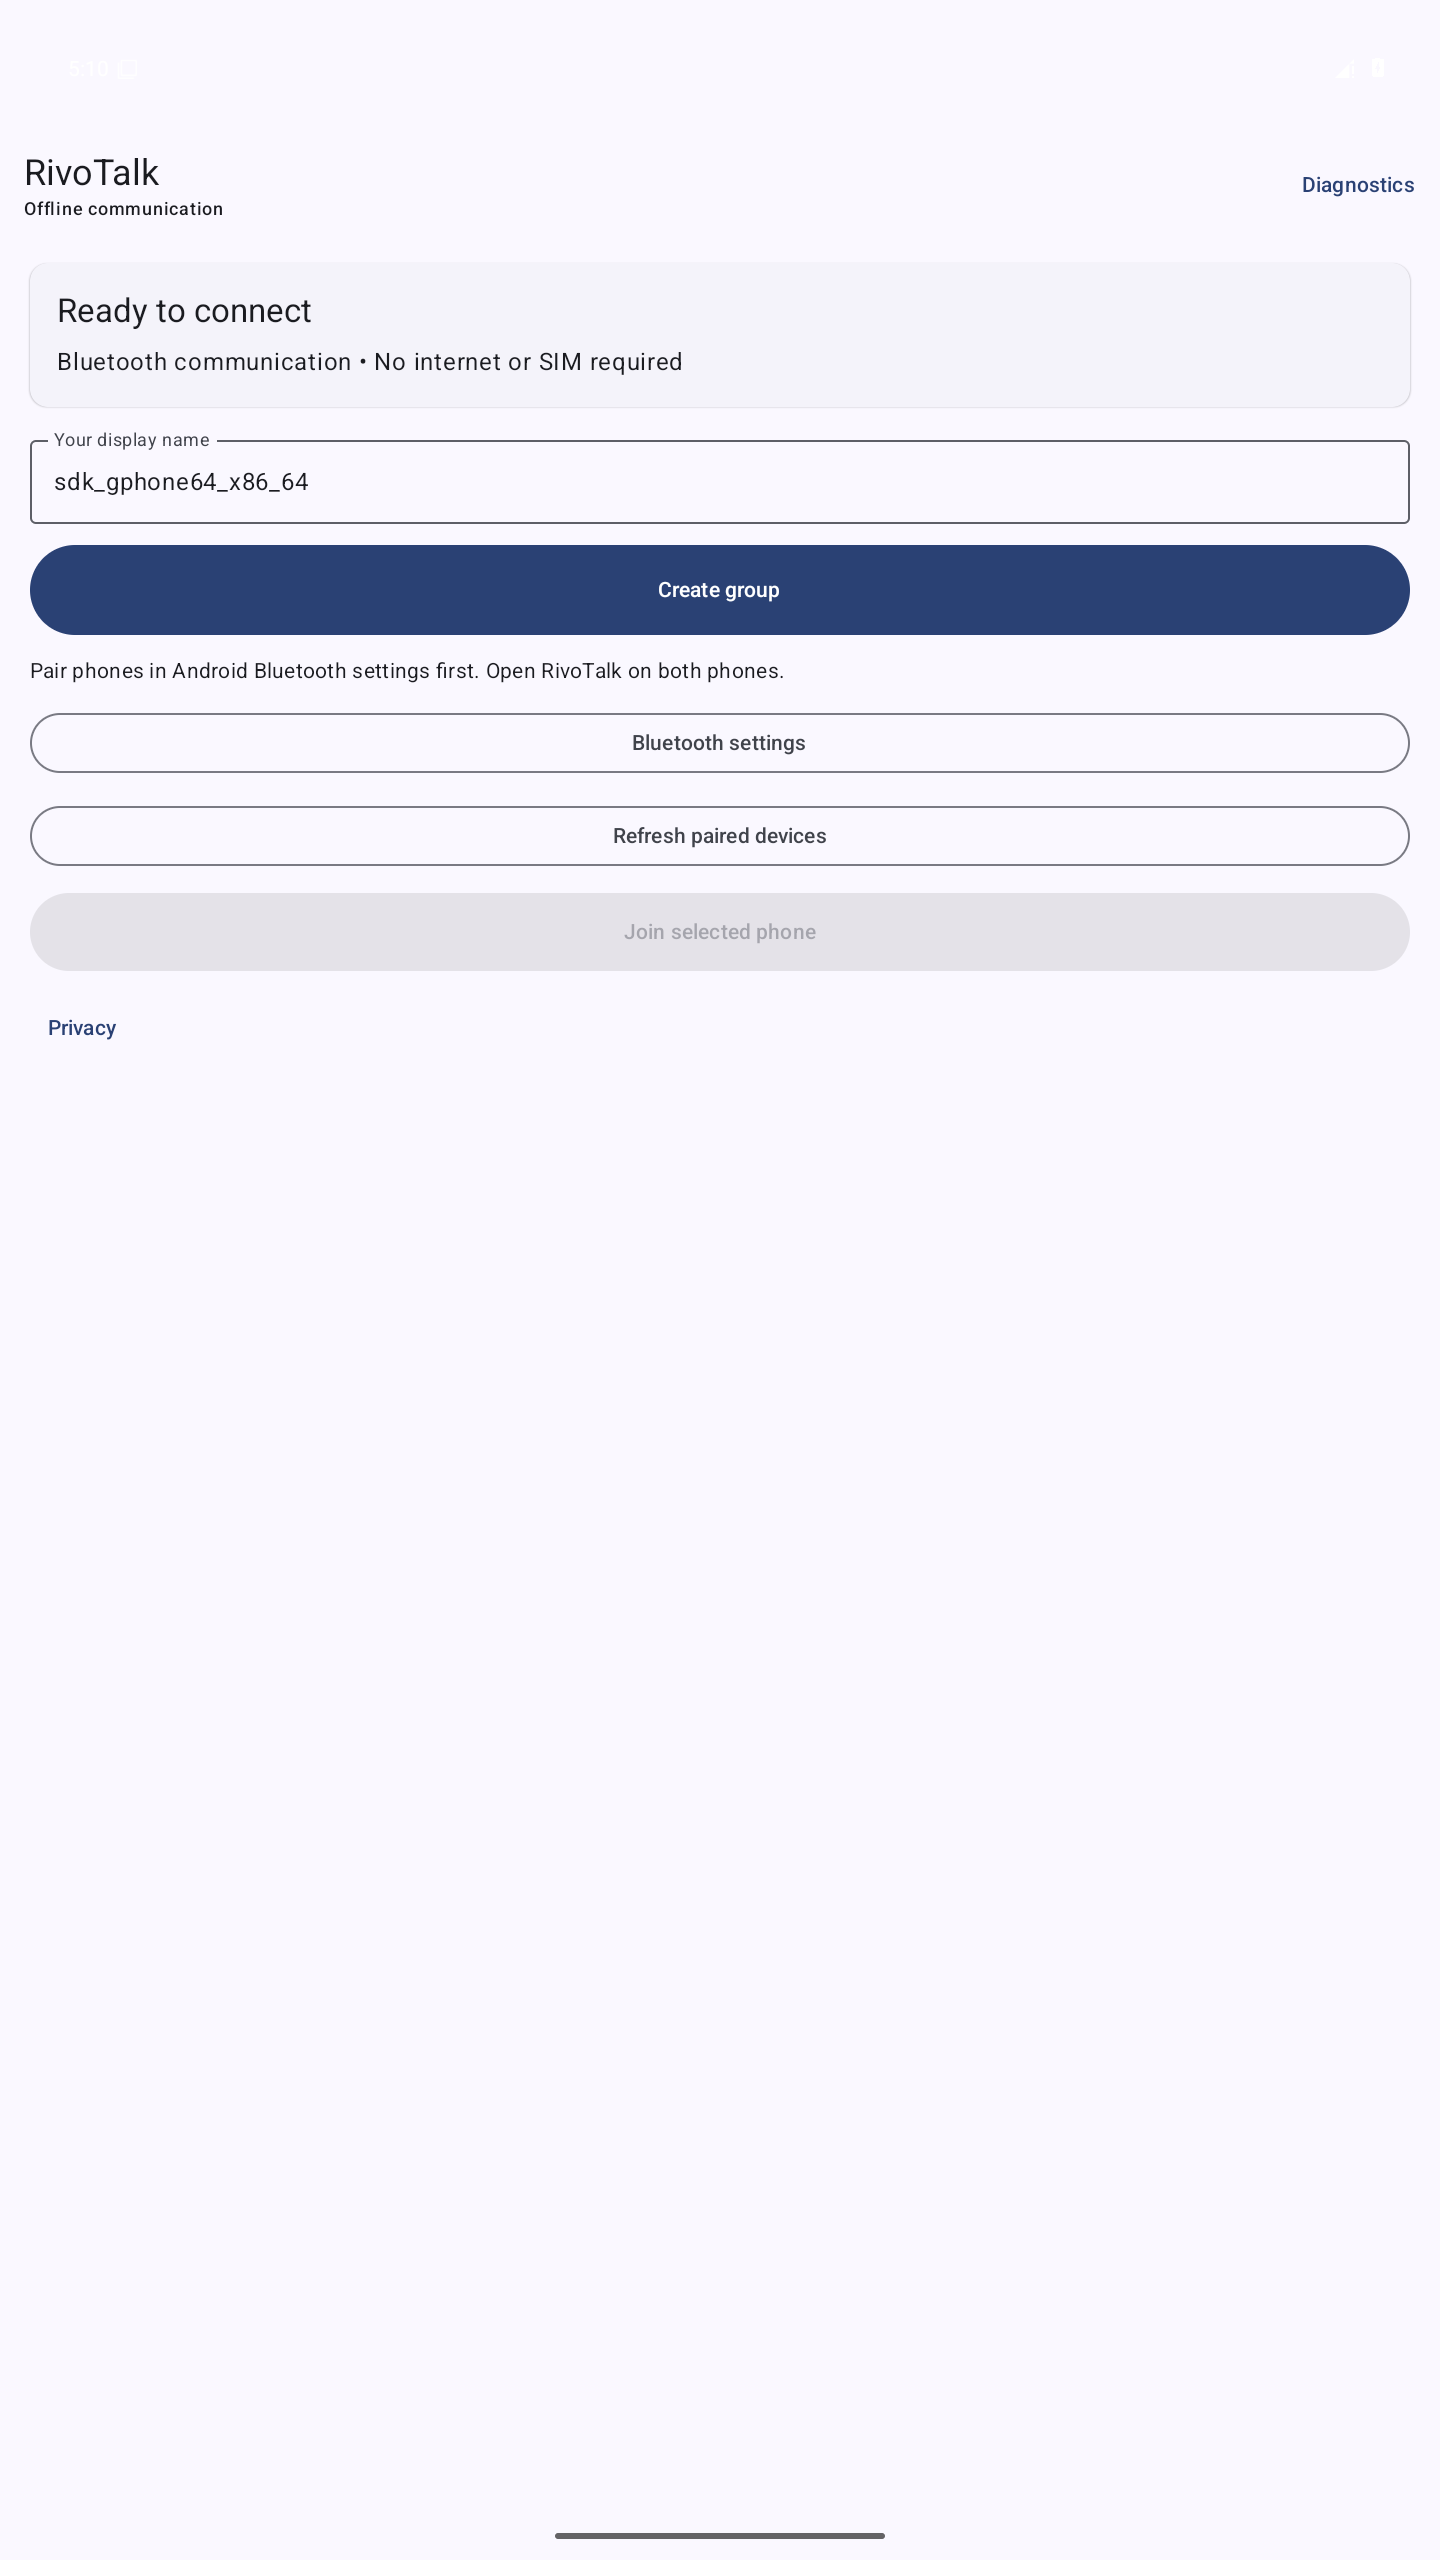 5:10
RivoTalk
Offline communication
Diagnostics
Ready to connect
Bluetooth communication • No internet or SIM required
Your display name
sdk_gphone64_x86_64
Create group
Pair phones in Android Bluetooth settings first. Open RivoTalk on both phones.
Bluetooth settings
Refresh paired devices
Join selected phone
Privacy